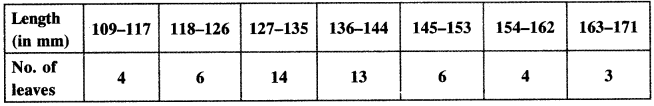 Length (in mm) 109–117 118–126 127–135 136–144 145–153 154–162 163–171
No. of leaves 4 6 14 13 6 4 3